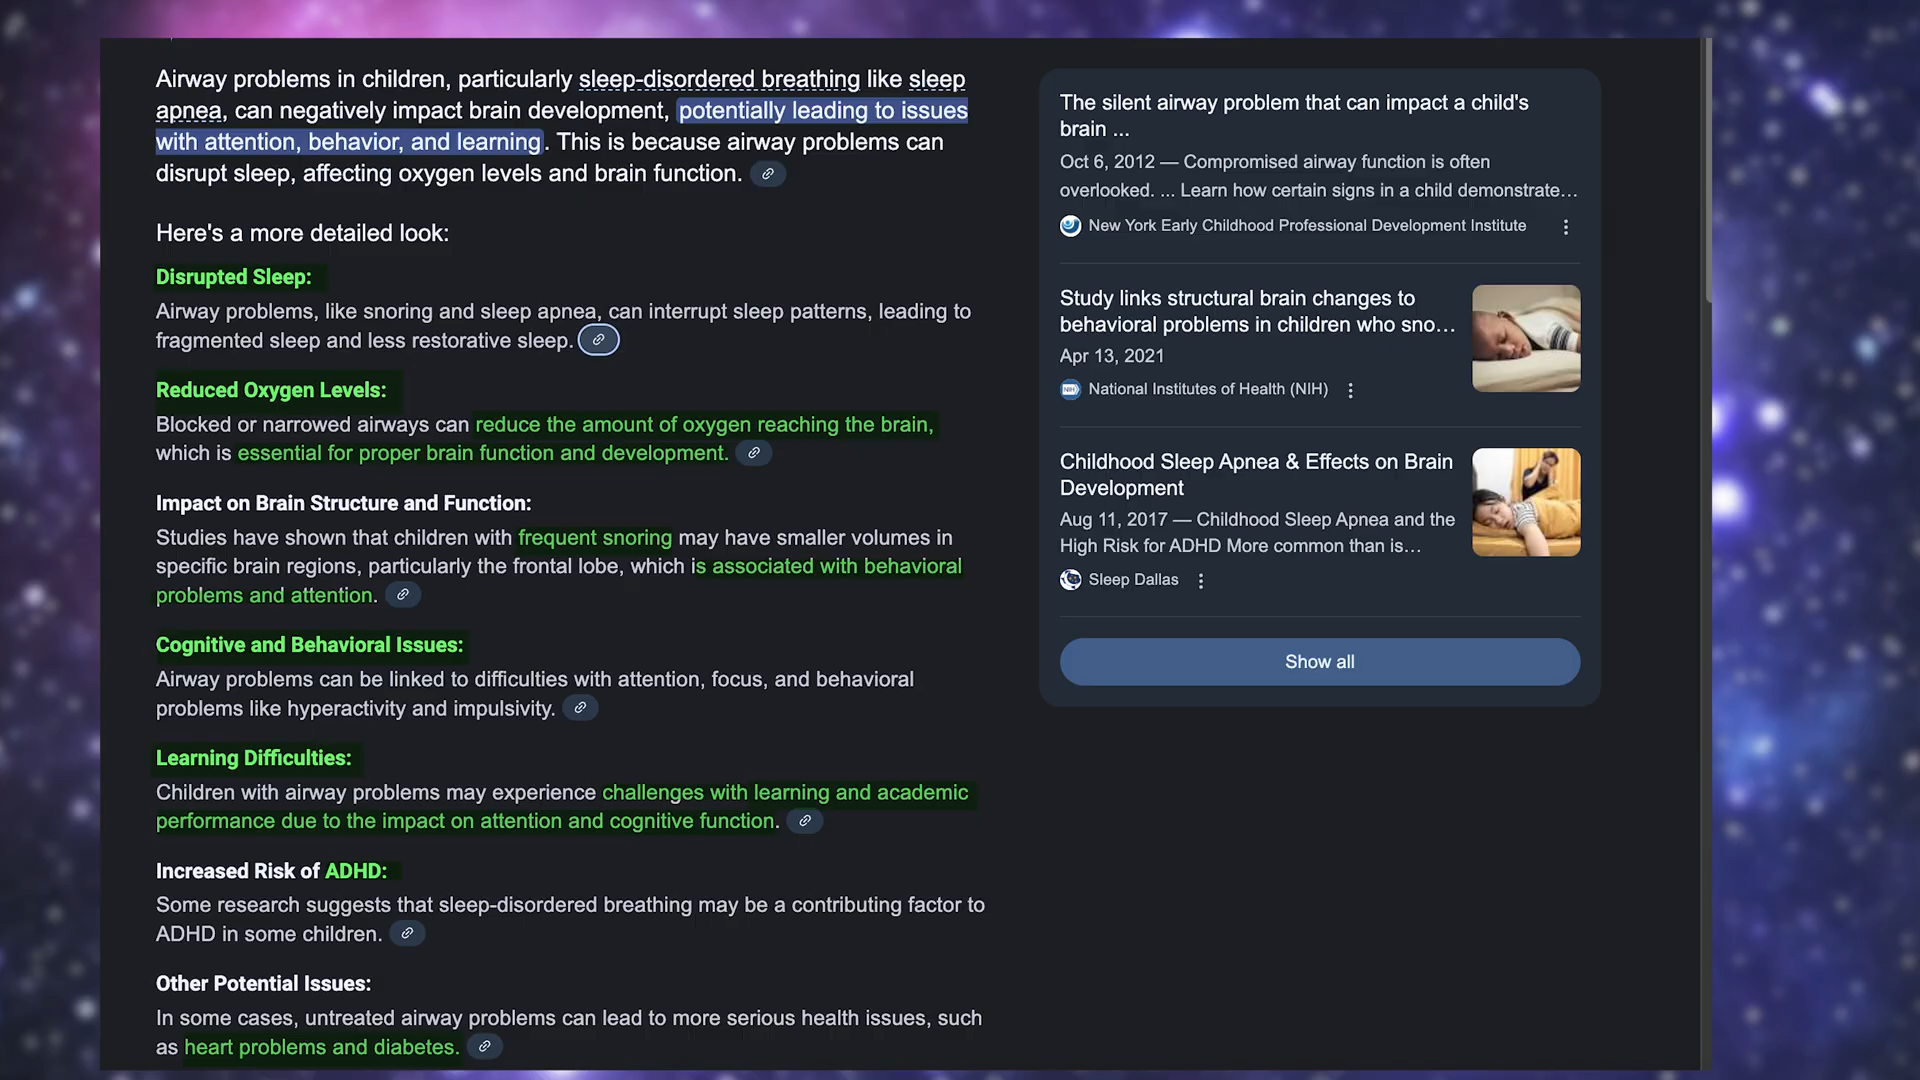 Airway problems in children, particularly sleep-disordered breathing like sleep
apnea, can negatively impact brain development, potentially leading to issues
with attention, behavior, and learning. This is because airway problems can
disrupt sleep, affecting oxygen levels and brain function.
Here's a more detailed look:
Disrupted Sleep:
Airway problems, like snoring and sleep apnea, can interrupt sleep patterns, leading to
fragmented sleep and less restorative sleep.
Reduced Oxygen Levels:
Blocked or narrowed airways can reduce the amount of oxygen reaching the brain,
which is essential for proper brain function and development.
Impact on Brain Structure and Function:
Studies have shown that children with frequent snoring may have smaller volumes in
specific brain regions, particularly the frontal lobe, which is associated with behavioral
problems and attention.
Cognitive and Behavioral Issues:
Airway problems can be linked to difficulties with attention, focus, and behavioral
problems like hyperactivity and impulsivity.
Learning Difficulties:
Children with airway problems may experience challenges with learning and academic
performance due to the impact on attention and cognitive function.
Increased Risk of ADHD:
Some research suggests that sleep-disordered breathing may be a contributing factor to
ADHD in some children.
Other Potential Issues:
In some cases, untreated airway problems can lead to more serious health issues, such
as heart problems and diabetes.
The silent airway problem that can impact a child's
brain ...
Oct 6, 2012 — Compromised airway function is often
overlooked. ... Learn how certain signs in a child demonstrate...
New York Early Childhood Professional Development Institute
Study links structural brain changes to
behavioral problems in children who sno...
Apr 13, 2021
NIH National Institutes of Health (NIH)
Childhood Sleep Apnea & Effects on Brain
Development
Aug 11, 2017 — Childhood Sleep Apnea and the
High Risk for ADHD More common than is...
Sleep Dallas
Show all